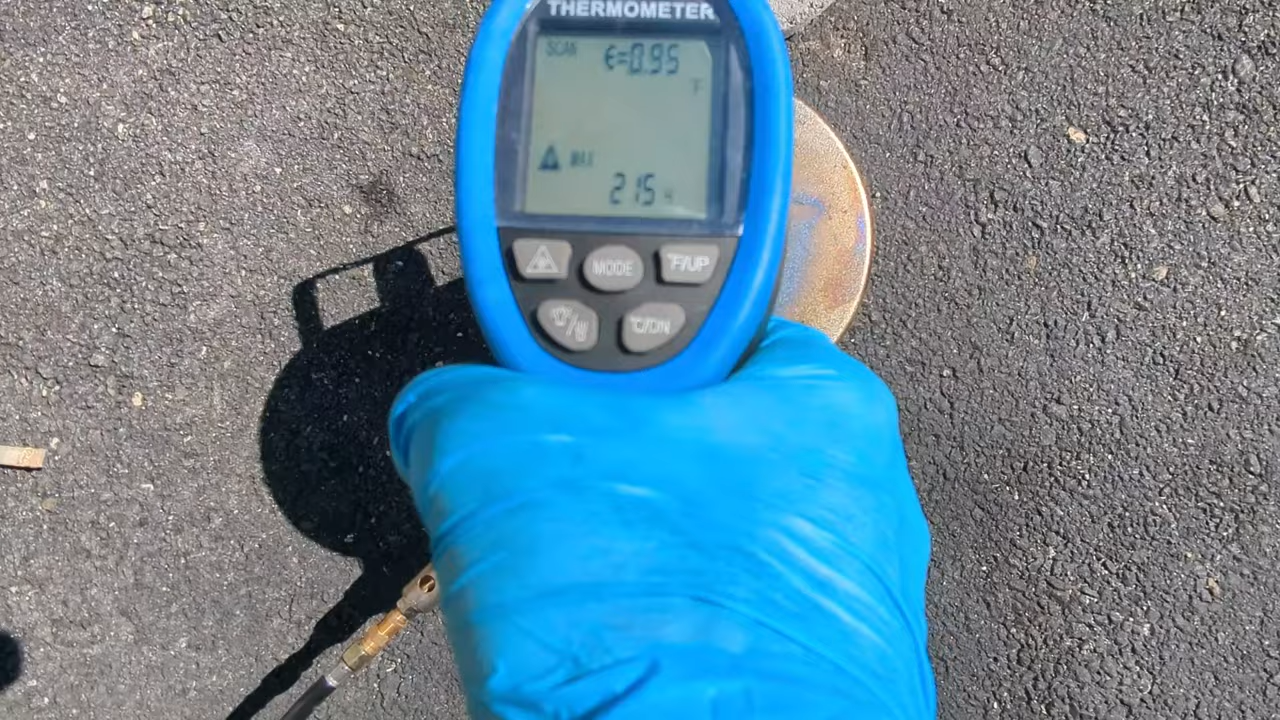 THERMOMETER
SCAN ε=0.95
°F
MAX
215
MODE °F/UP
°C/DN